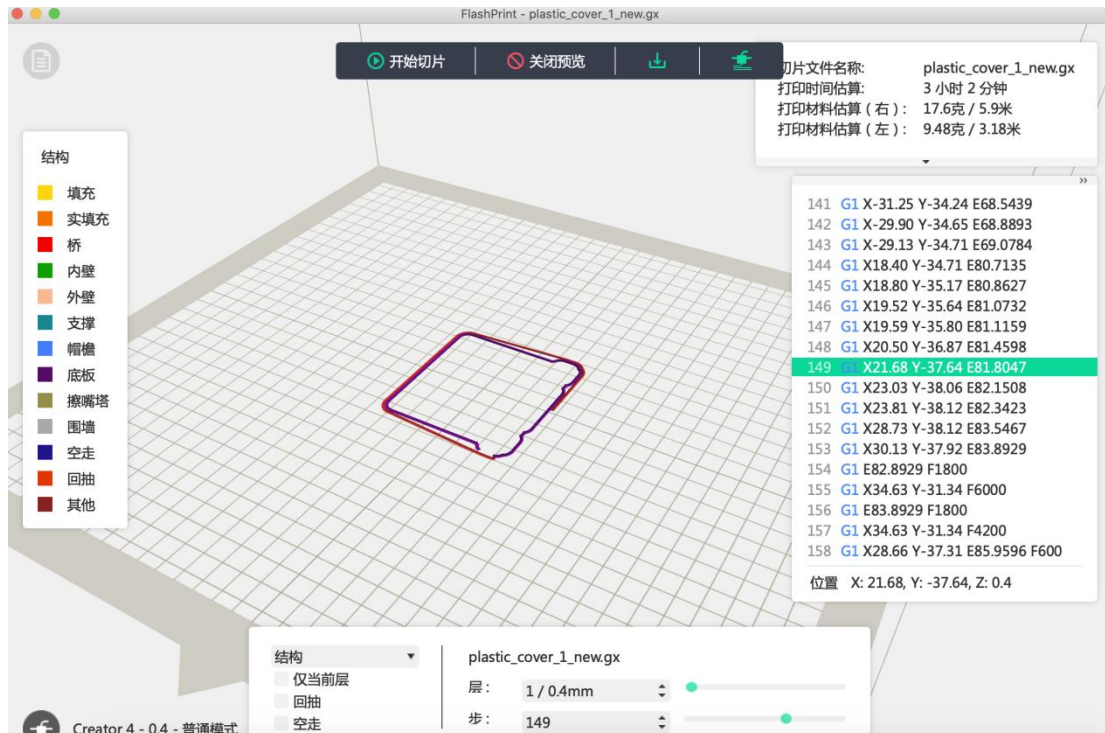 FlashPrint - plastic_cover_1_new.gx
开始切片 关闭预览
切片文件名称: plastic_cover_1_new.gx
打印时间估算: 3 小时 2 分钟
打印材料估算 ( 右 ) : 17.6克 / 5.9米
打印材料估算 ( 左 ) : 9.48克 / 3.18米
结构
填充
实填充
桥
内壁
外壁
支撑
帽檐
底板
擦嘴塔
围墙
空走
回抽
其他
141 G1 X-31.25 Y-34.24 E68.5439
142 G1 X-29.90 Y-34.65 E68.8893
143 G1 X-29.13 Y-34.71 E69.0784
144 G1 X18.40 Y-34.71 E80.7135
145 G1 X18.80 Y-35.17 E80.8627
146 G1 X19.52 Y-35.64 E81.0732
147 G1 X19.59 Y-35.80 E81.1159
148 G1 X20.50 Y-36.87 E81.4598
149 G1 X21.68 Y-37.64 E81.8047
150 G1 X23.03 Y-38.06 E82.1508
151 G1 X23.81 Y-38.12 E82.3423
152 G1 X28.73 Y-38.12 E83.5467
153 G1 X30.13 Y-37.92 E83.8929
154 G1 E82.8929 F1800
155 G1 X34.63 Y-31.34 F6000
156 G1 E83.8929 F1800
157 G1 X34.63 Y-31.34 F4200
158 G1 X28.66 Y-37.31 E85.9596 F600
位置 X: 21.68, Y: -37.64, Z: 0.4
结构
仅当前层
回抽
空走
plastic_cover_1_new.gx
层: 1 / 0.4mm
步: 149
Creator 4 - 0.4 - 普通模式